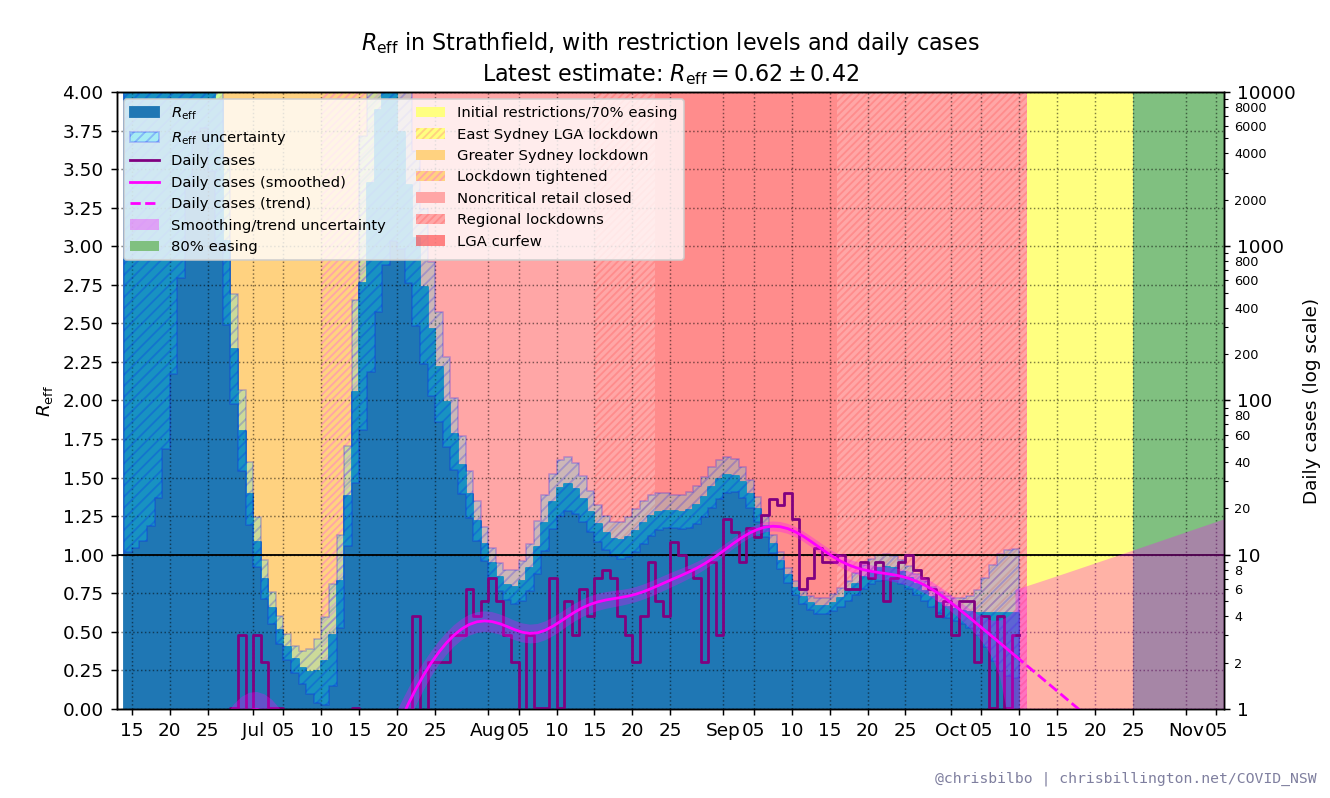 Reff in Strathfield, with restriction levels and daily cases
Latest estimate: Reff = 0.62 ± 0.42
Reff
Reff uncertainty
Daily cases
Daily cases (smoothed)
Daily cases (trend)
Smoothing/trend uncertainty
80% easing
Initial restrictions/70% easing
East Sydney LGA lockdown
Greater Sydney lockdown
Lockdown tightened
Noncritical retail closed
Regional lockdowns
LGA curfew
4.00
3.75
3.50
3.25
3.00
2.75
2.50
2.25
2.00
1.75
1.50
1.25
1.00
0.75
0.50
0.25
0.00
Reff
10000
8000
6000
4000
2000
1000
800
600
400
200
100
80
60
40
20
10
8
6
4
2
1
Daily cases (log scale)
15 20 25 Jul 05 10 15 20 25 Aug 05 10 15 20 25 Sep 05 10 15 20 25 Oct 05 10 15 20 25 Nov 05
@chrisbilbo | chrisbillington.net/COVID_NSW